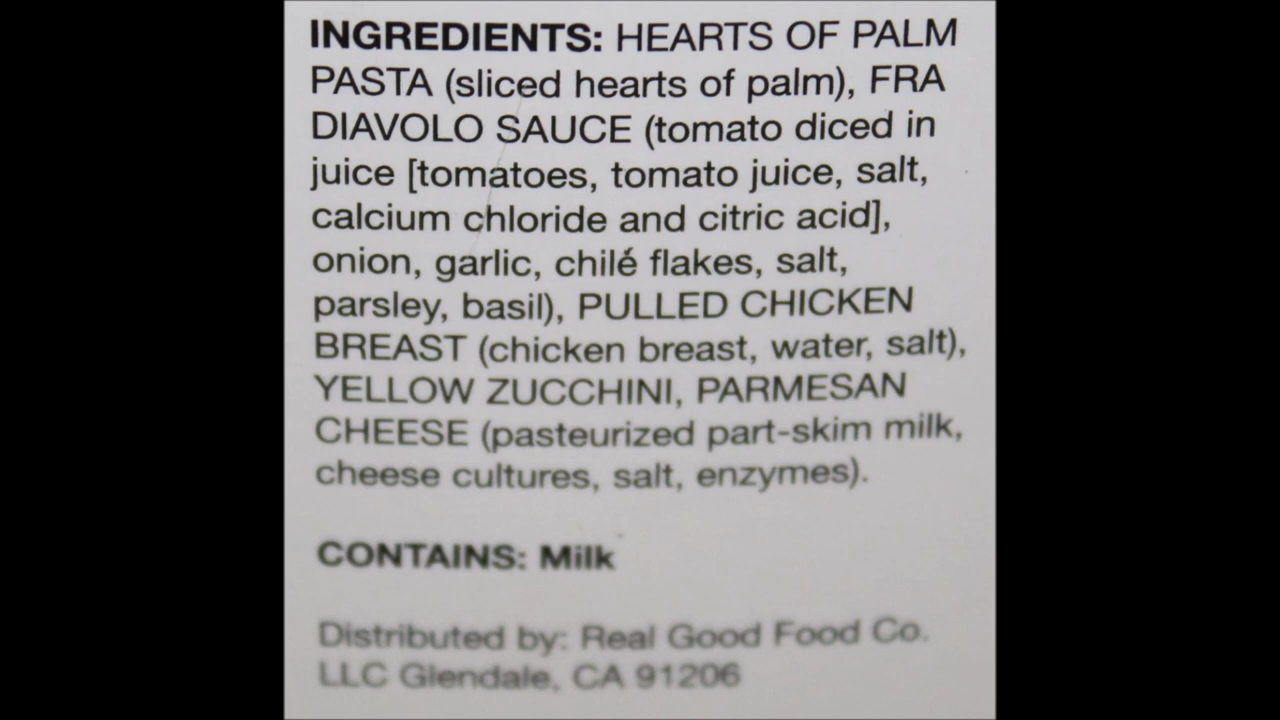 INGREDIENTS: HEARTS OF PALM
PASTA (sliced hearts of palm), FRA
DIAVOLO SAUCE (tomato diced in
juice [tomatoes, tomato juice, salt,
calcium chloride and citric acid],
onion, garlic, chilé flakes, salt,
parsley, basil), PULLED CHICKEN
BREAST (chicken breast, water, salt),
YELLOW ZUCCHINI, PARMESAN
CHEESE (pasteurized part-skim milk,
cheese cultures, salt, enzymes).
CONTAINS: Milk
Distributed by: Real Good Food Co.
LLC Glendale, CA 91206